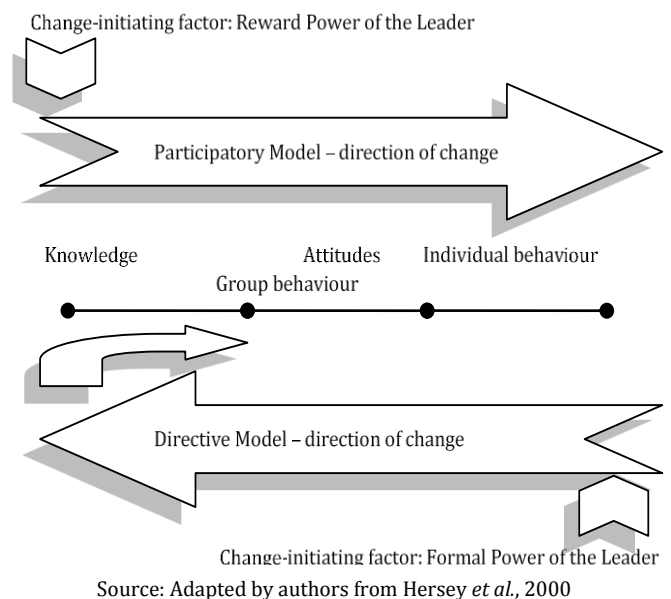 Change-initiating factor: Reward Power of the Leader
Participatory Model – direction of change
Knowledge Attitudes Individual behaviour
Group behaviour
Directive Model – direction of change
Change-initiating factor: Formal Power of the Leader
Source: Adapted by authors from Hersey et al., 2000